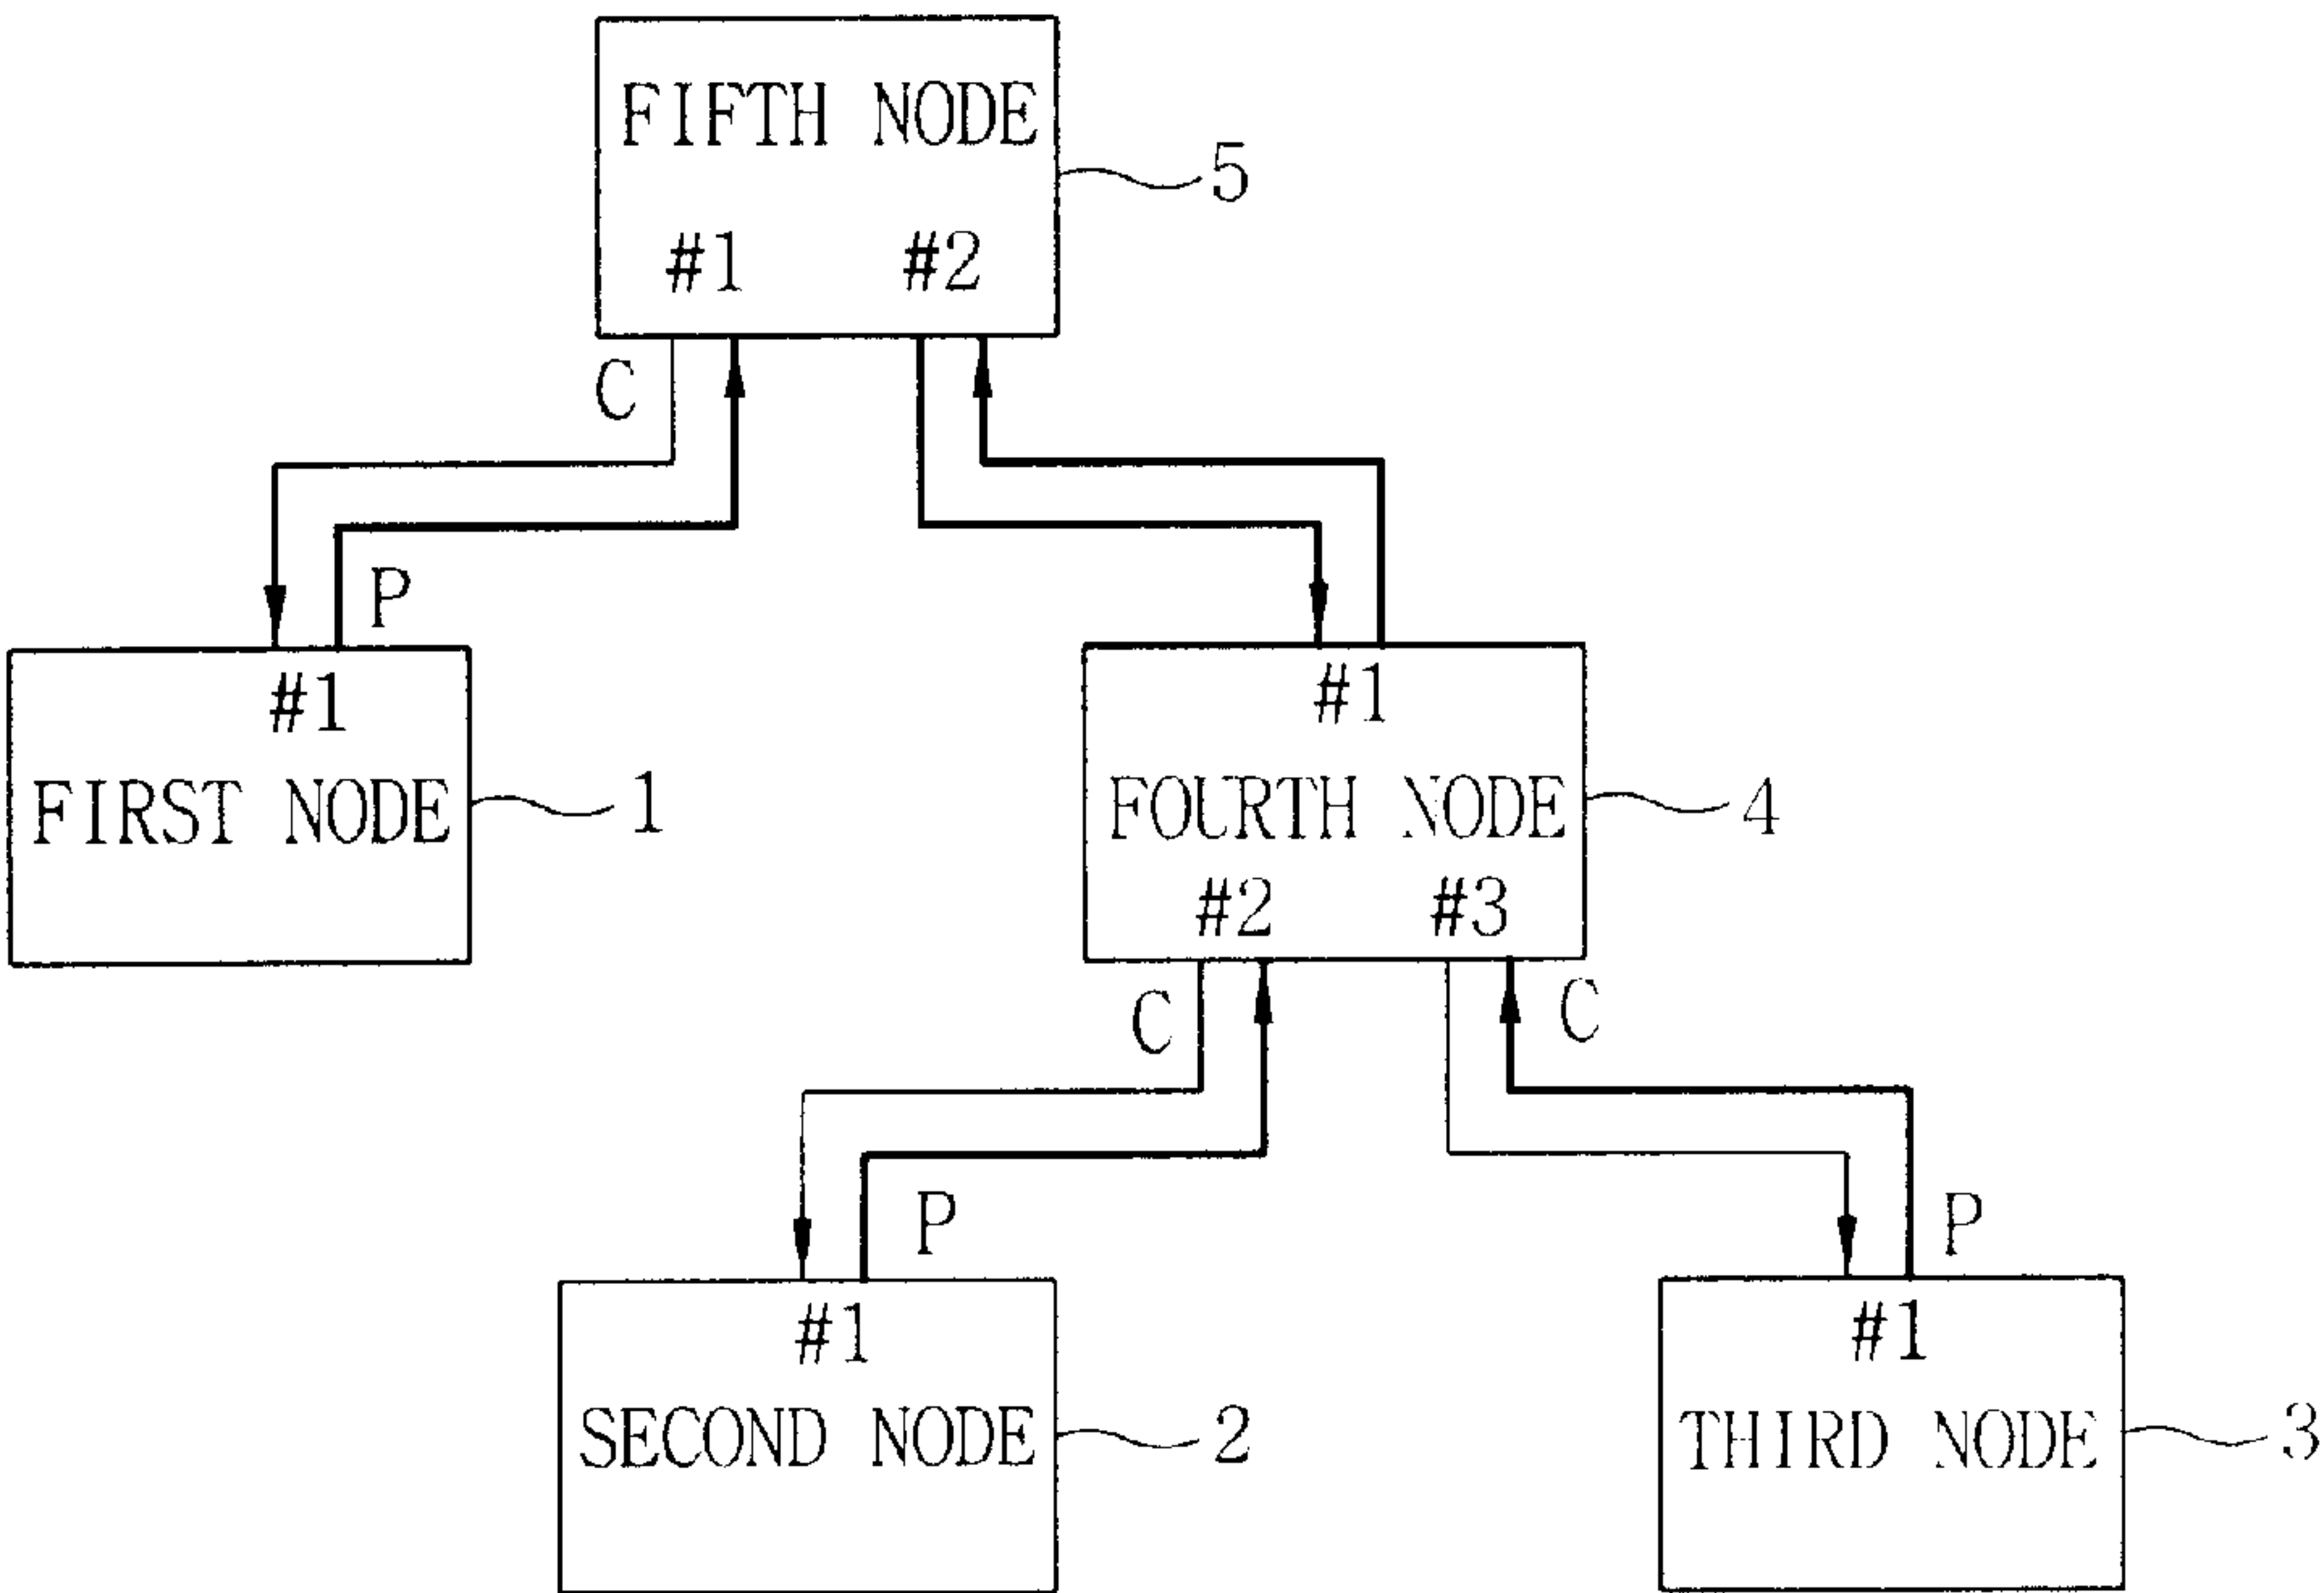 FIFTH NODE
5
#1 #2
C
P
#1
FIRST NODE
1
#1
FOURTH NODE
4
#2 #3
C
C
P
P
#1
SECOND NODE
2
#1
THIRD NODE
3